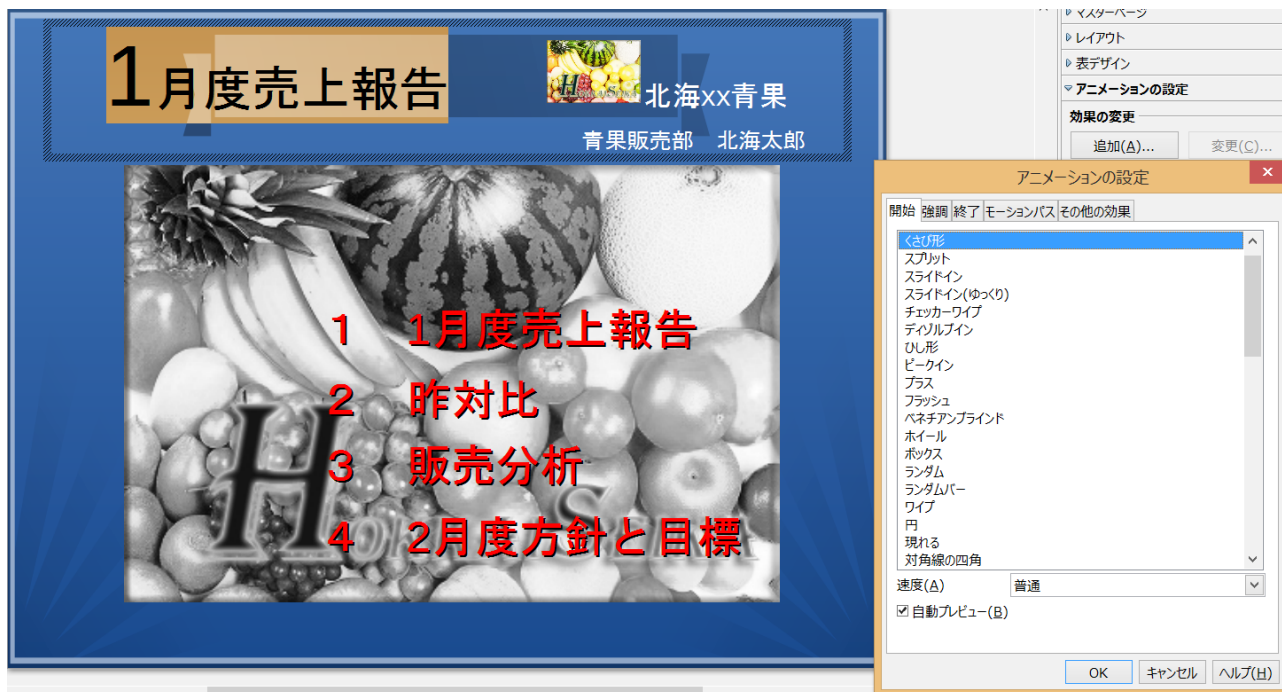 1月度売上報告
北海xx青果
青果販売部　北海太郎
1　1月度売上報告
2　昨対比
3　販売分析
4　2月度方針と目標
マスターページ
レイアウト
表デザイン
アニメーションの設定
効果の変更
追加(A)...　変更(C)...
アニメーションの設定
開始 強調 終了 モーションパス その他の効果
くさび形
スプリット
スライドイン
スライドイン(ゆっくり)
チェッカーワイプ
ディゾルブイン
ひし形
ピークイン
プラス
フラッシュ
ベネチアンブラインド
ホイール
ボックス
ランダム
ランダムバー
ワイプ
円
現れる
対角線の四角
速度(A)　普通
自動プレビュー(B)
OK　キャンセル　ヘルプ(H)